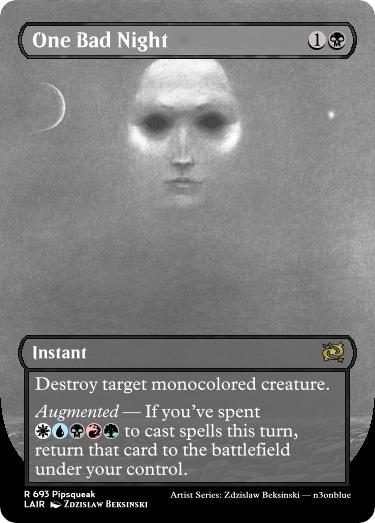 One Bad Night 1
Instant
Destroy target monocolored creature.
Augmented — If you've spent
to cast spells this turn,
return that card to the battlefield
under your control.
R 693 Pipsqueak
LAIR Zdzislaw Beksinski
Artist Series: Zdzislaw Beksinski — n3onblue